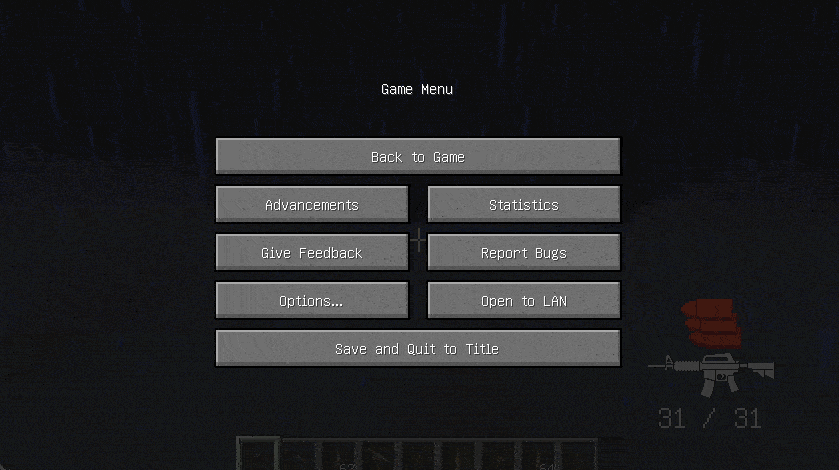 Game Menu
Back to Game
Advancements
Statistics
Give Feedback
Report Bugs
Options...
Open to LAN
Save and Quit to Title
31 / 31